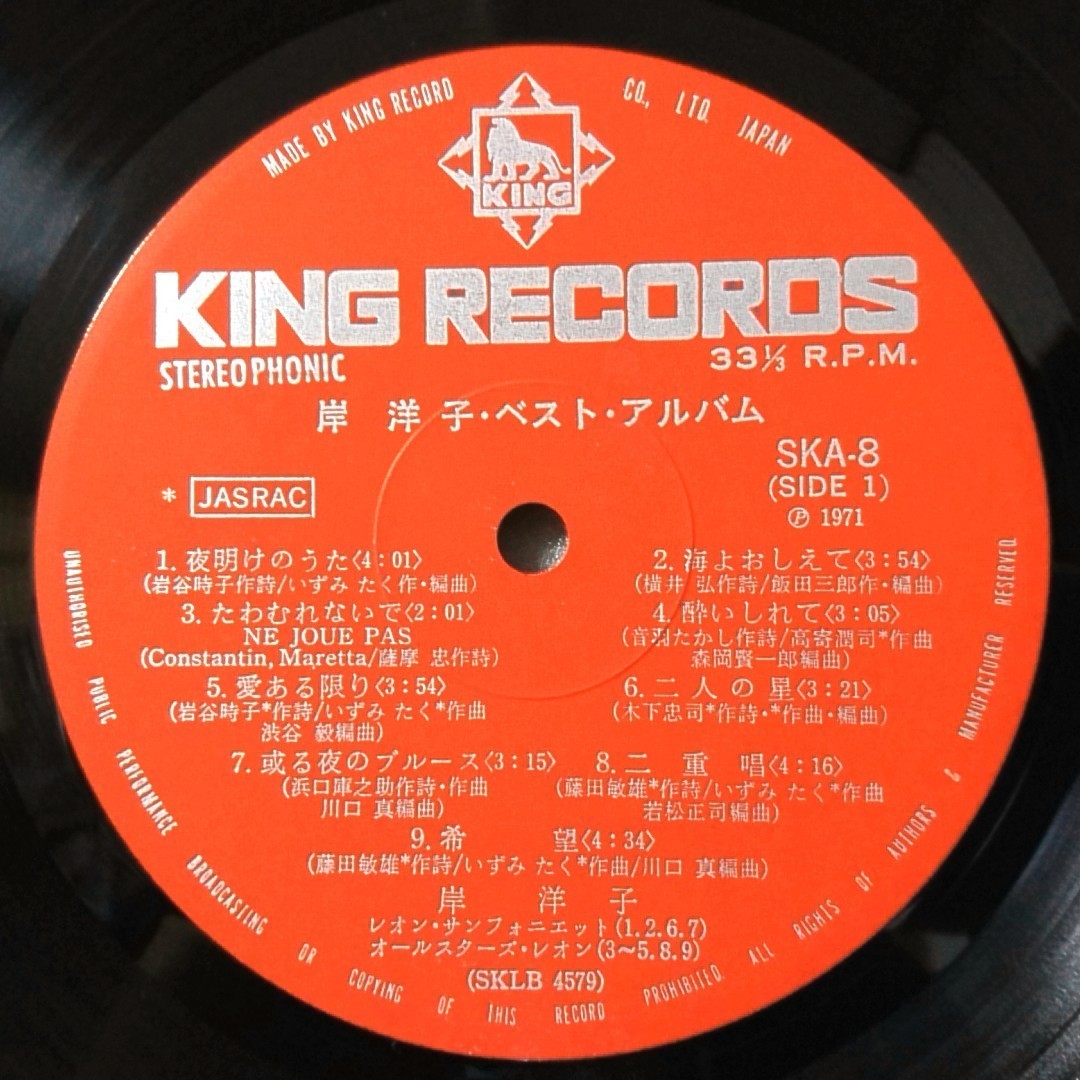 MADE BY KING RECORD CO., LTD. JAPAN
KING
KING RECORDS
STEREOPHONIC
33⅓ R.P.M.
岸 洋 子・ベスト・アルバム
SKA-8
(SIDE 1)
Ⓟ 1971
* JASRAC
1. 夜明けのうた〈4:01〉
(岩谷時子作詩/いずみ たく作・編曲)
2. 海よおしえて〈3:54〉
(横井 弘作詩/飯田三郎作・編曲)
3. たわむれないで〈2:01〉
NE JOUE PAS
(Constantin, Maretta/薩摩 忠作詩)
4. 酔いしれて〈3:05〉
(音羽たかし作詩/高寄潤司*作曲
森岡賢一郎編曲)
5. 愛ある限り〈3:54〉
(岩谷時子*作詩/いずみ たく*作曲
渋谷 毅編曲)
6. 二人の星〈3:21〉
(木下忠司*作詩・*作曲・編曲)
7. 或る夜のブルース〈3:15〉
(浜口庫之助作詩・作曲
川口 真編曲)
8. 二 重 唱〈4:16〉
(藤田敏雄*作詩/いずみ たく*作曲
若松正司編曲)
9. 希 望〈4:34〉
(藤田敏雄*作詩/いずみ たく*作曲/川口 真編曲)
岸 洋 子
レオン・サンフォニエット(1.2.6.7)
オールスターズ・レオン(3~5.8.9)
(SKLB 4579)
UNAUTHORISED PUBLIC PERFORMANCE BROADCASTING OR COPYING OF THIS RECORD PROHIBITED. ALL RIGHTS OF AUTHORS & MANUFACTURER RESERVED.